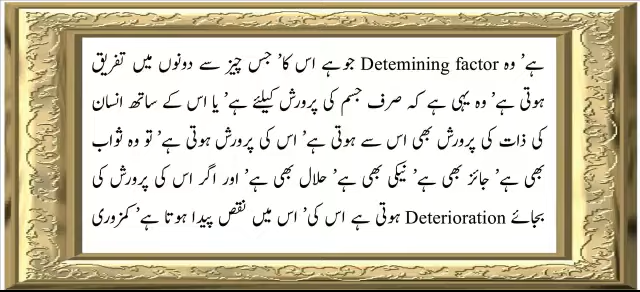 ہے‘ وہ Detemining factor جو ہے اس کا‘ جس چیز سے دونوں میں تفریق
ہوتی ہے‘ وہ یہی ہے کہ صرف جسم کی پرورش کیلئے ہے‘ یا اس کے ساتھ انسان
کی ذات کی پرورش بھی اس سے ہوتی ہے‘ اس کی پرورش ہوتی ہے‘ تو وہ ثواب
بھی ہے‘ جائز بھی ہے‘ نیکی بھی ہے‘ حلال بھی ہے‘ اور اگر اس کی پرورش کی
بجائے Deterioration ہوتی ہے اس کی‘ اس میں نقص پیدا ہوتا ہے‘ کمزوری